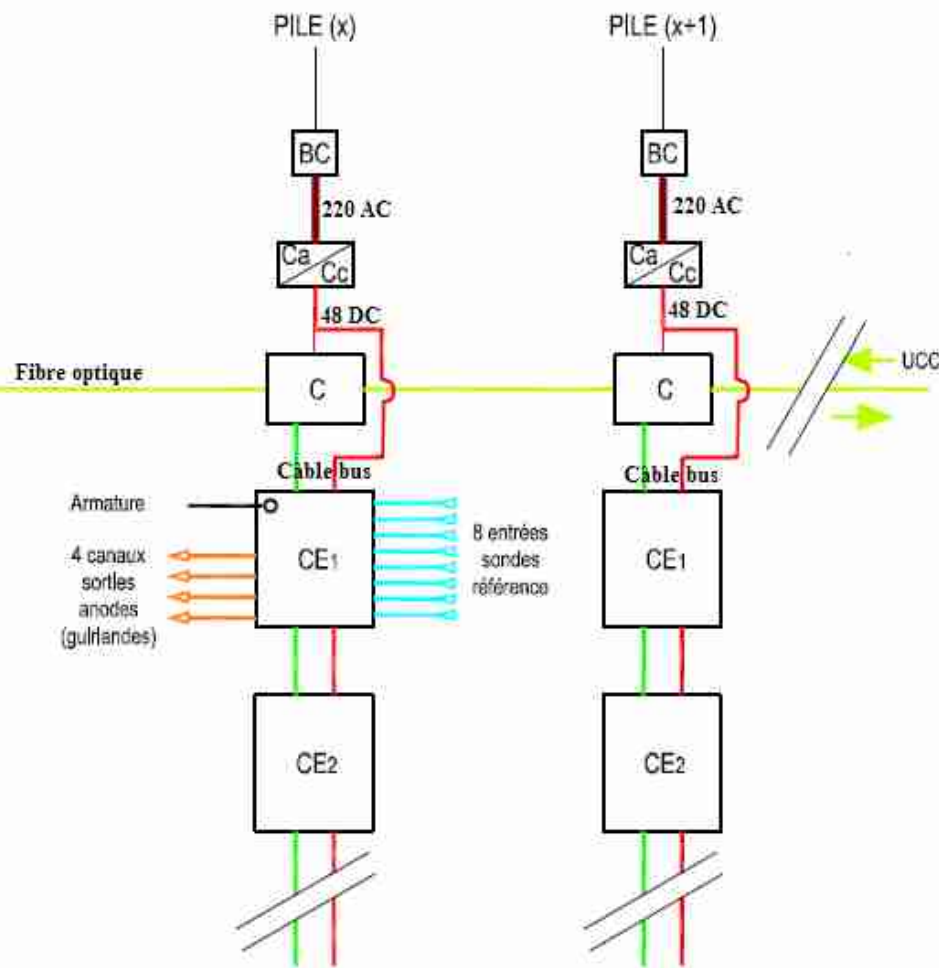 PILE (x)
PILE (x+1)
BC
BC
220 AC
220 AC
Ca
Cc
Ca
Cc
48 DC
48 DC
Fibre optique
C
C
UCC
Câble bus
Câble bus
Armature
CE1
8 entrées
sondes
référence
CE1
4 canaux
sorties
anodes
(guirlandes)
CE2
CE2